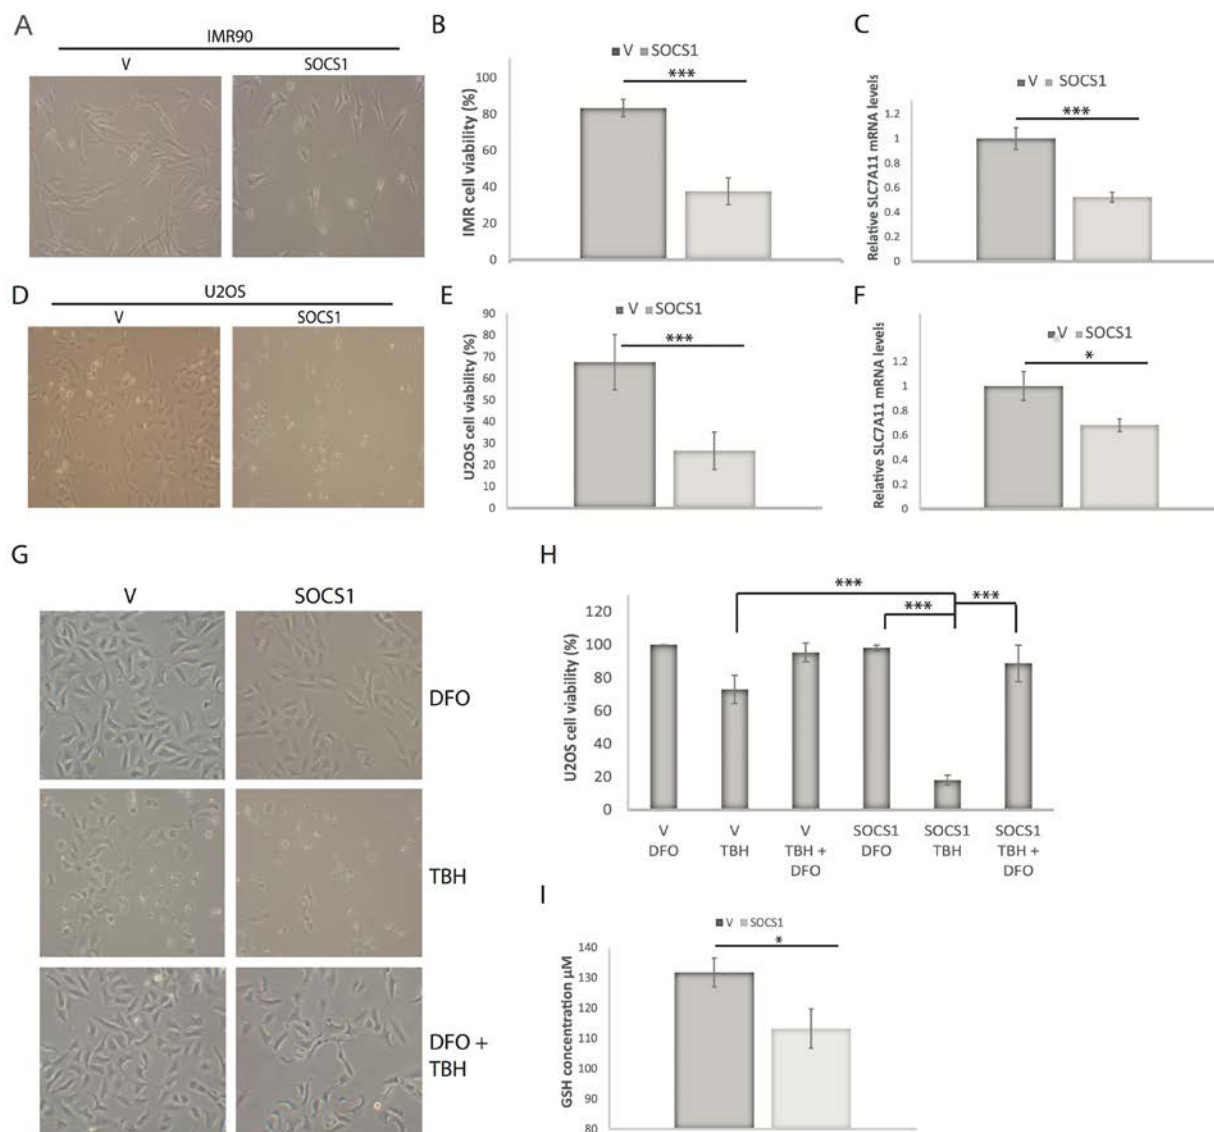 A
IMR90
V
SOCS1
B
V SOCS1
***
100
80
60
40
20
0
IMR cell viability (%)
C
V SOCS1
***
1.2
1
0.8
0.6
0.4
0.2
0
Relative SLC7A11 mRNA levels
D
U2OS
V
SOCS1
E
V SOCS1
***
90
80
70
60
50
40
30
20
10
0
U2OS cell viability (%)
F
V SOCS1
*
1.2
1
0.8
0.6
0.4
0.2
0
Relative SLC7A11 mRNA levels
G
V
SOCS1
DFO
TBH
DFO +
TBH
H
***
***
***
120
100
80
60
40
20
0
U2OS cell viability (%)
V
DFO
V
TBH
V
TBH +
DFO
SOCS1
DFO
SOCS1
TBH
SOCS1
TBH +
DFO
I
V SOCS1
*
140
130
120
110
100
90
80
GSH concentration µM